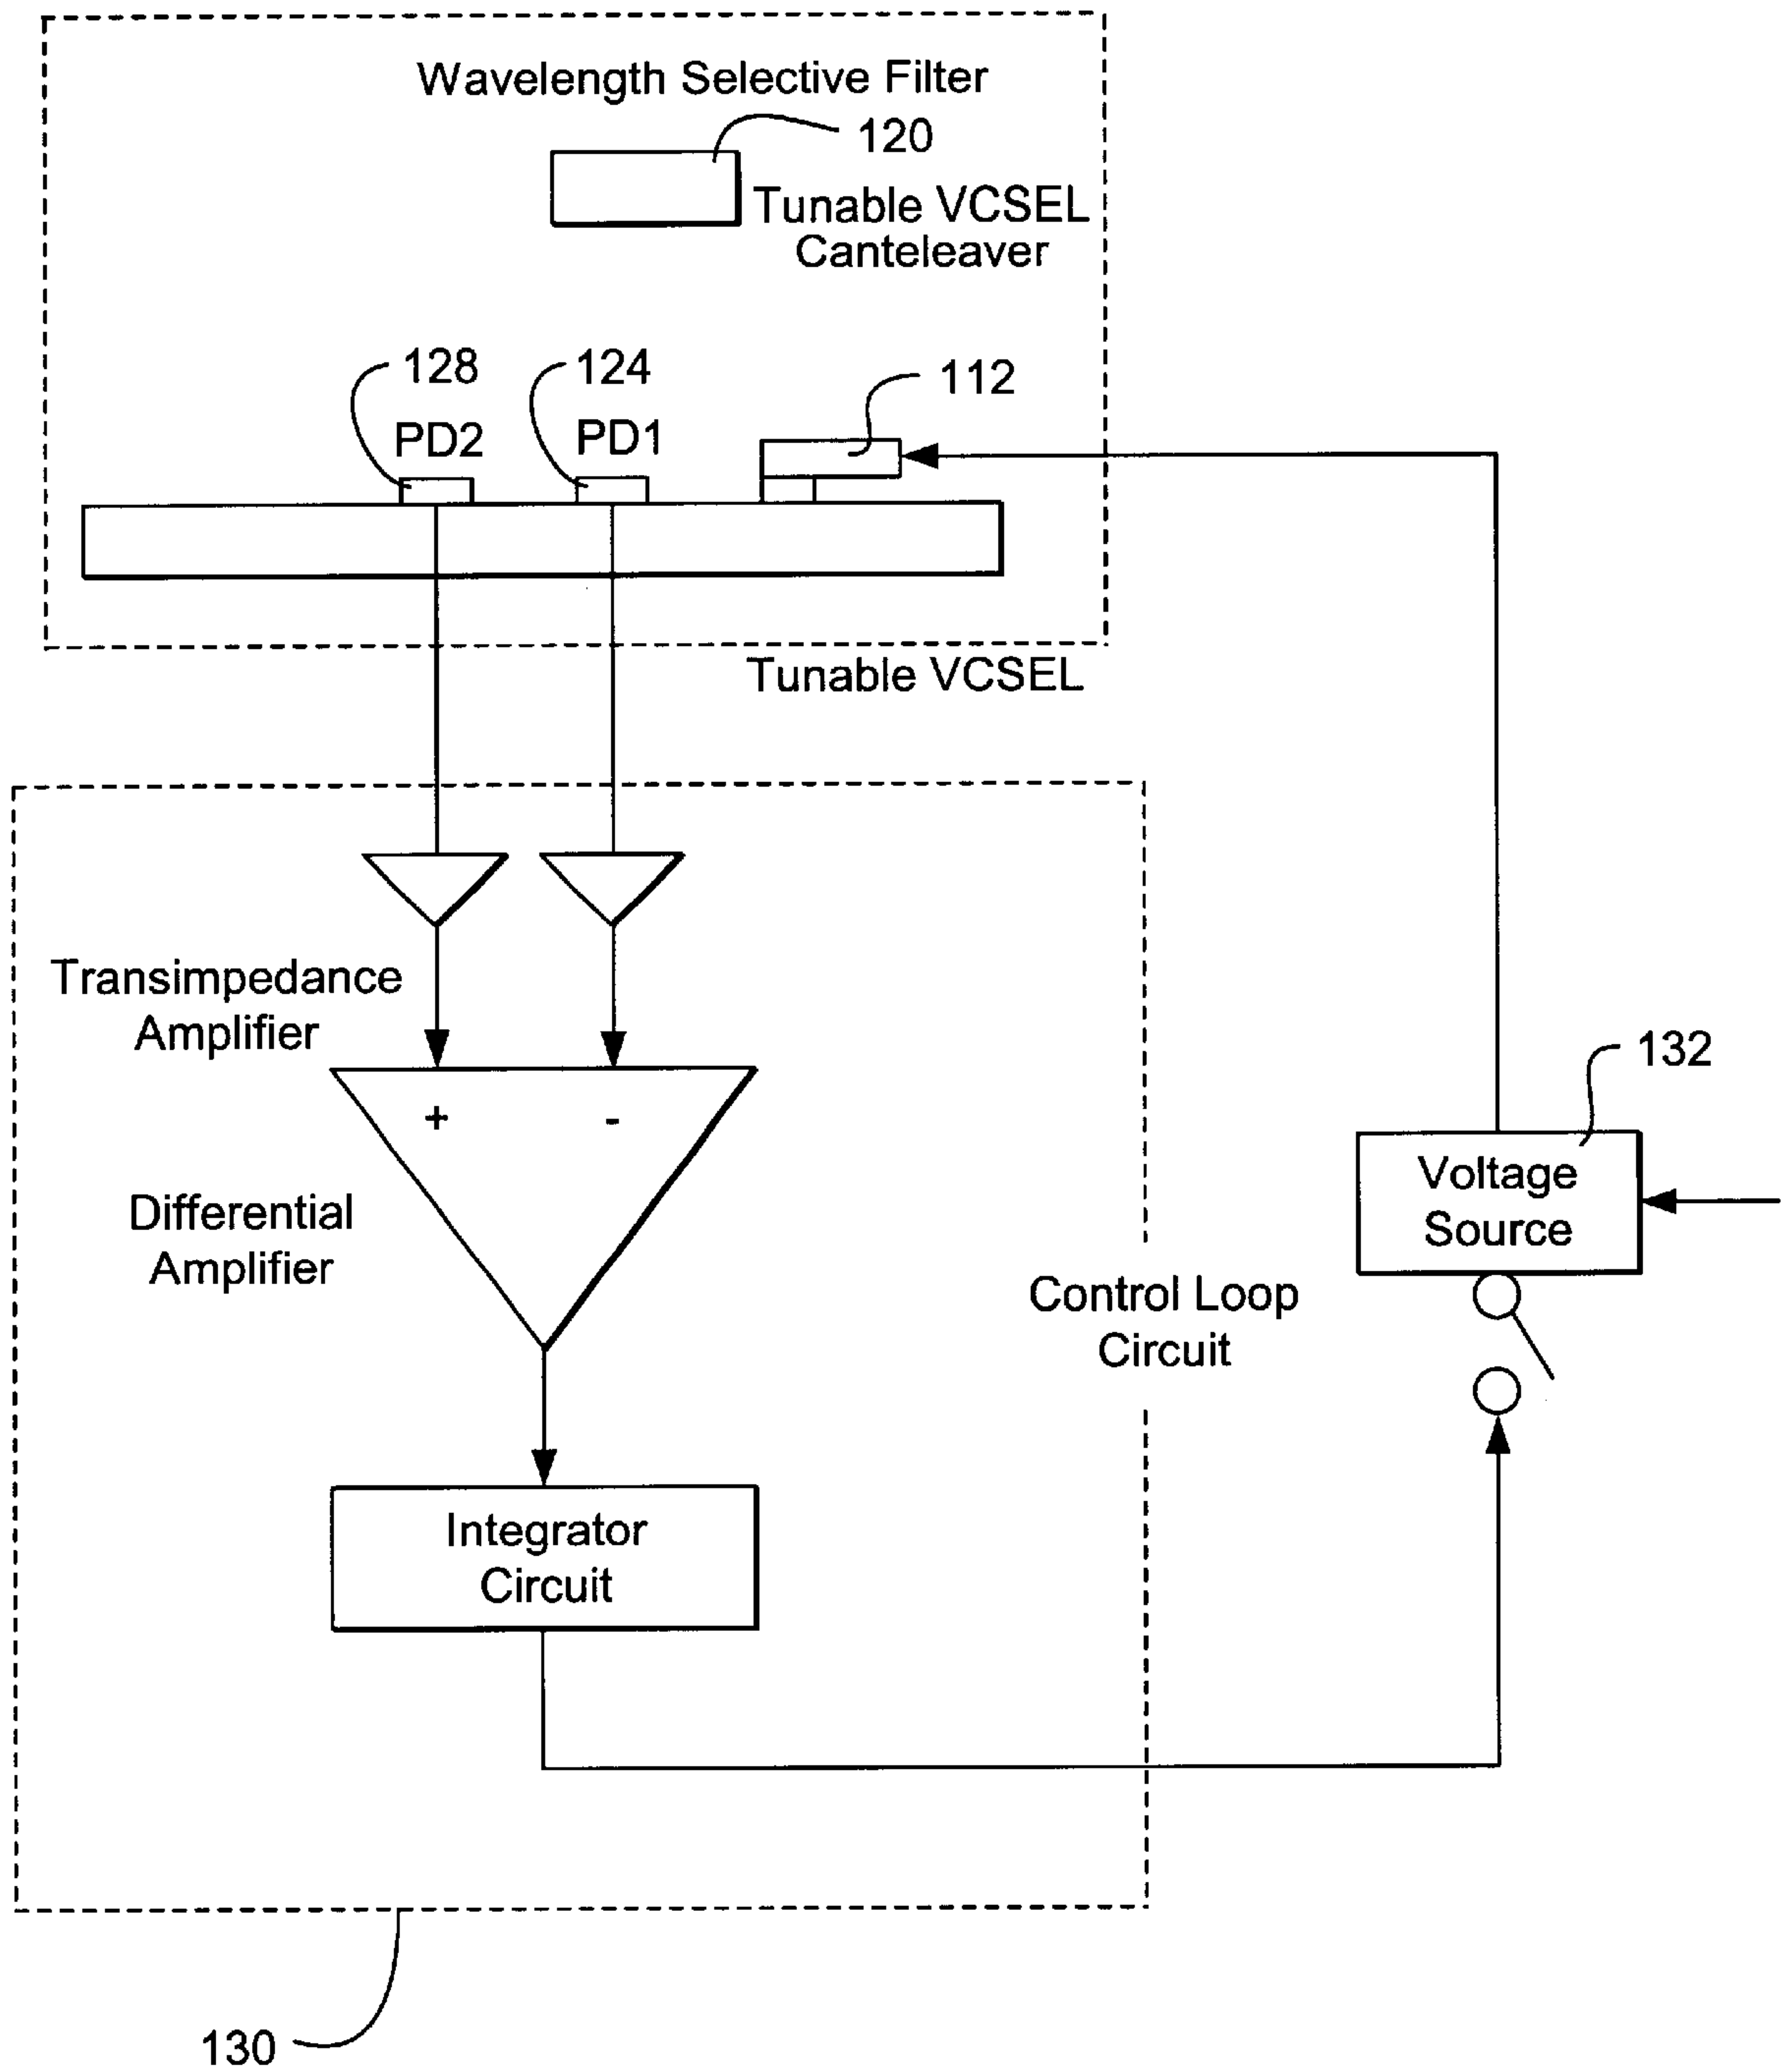 Wavelength Selective Filter
120
Tunable VCSEL
Canteleaver
128
124
112
PD2
PD1
Tunable VCSEL
Transimpedance
Amplifier
132
+
-
Voltage
Source
Differential
Amplifier
Control Loop
Circuit
Integrator
Circuit
130